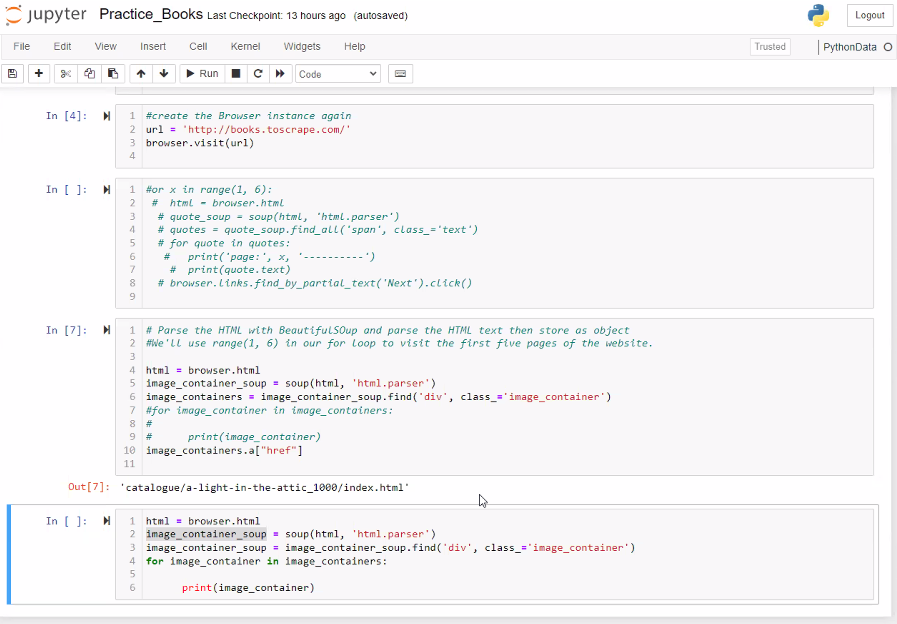 jupyter Practice_Books Last Checkpoint: 13 hours ago (autosaved) Logout
File Edit View Insert Cell Kernel Widgets Help Trusted PythonData
Run Code
In [4]:
1 #create the Browser instance again
2 url = 'http://books.toscrape.com/'
3 browser.visit(url)
4
In [ ]:
1 #or x in range(1, 6):
2 # html = browser.html
3 # quote_soup = soup(html, 'html.parser')
4 # quotes = quote_soup.find_all('span', class_='text')
5 # for quote in quotes:
6 # print('page:', x, '----------')
7 # print(quote.text)
8 # browser.links.find_by_partial_text('Next').click()
9
In [7]:
1 # Parse the HTML with BeautifulSOup and parse the HTML text then store as object
2 #We'll use range(1, 6) in our for loop to visit the first five pages of the website.
3
4 html = browser.html
5 image_container_soup = soup(html, 'html.parser')
6 image_containers = image_container_soup.find('div', class_='image_container')
7 #for image_container in image_containers:
8 #
9 # print(image_container)
10 image_containers.a["href"]
11
Out[7]: 'catalogue/a-light-in-the-attic_1000/index.html'
In [ ]:
1 html = browser.html
2 image_container_soup = soup(html, 'html.parser')
3 image_container_soup = image_container_soup.find('div', class_='image_container')
4 for image_container in image_containers:
5
6 print(image_container)